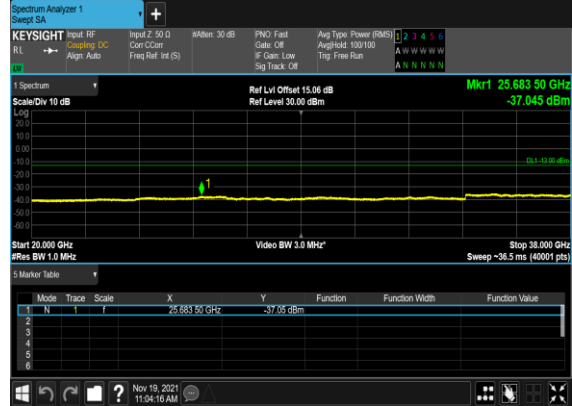 Spectrum Analyzer 1
Swept SA
+
KEYSIGHT Input: RF Input Z: 50 Ω #Atten: 30 dB PNO: Fast Avg Type: Power (RMS) 1 2 3 4 5 6
RL Coupling: DC Corr CCorr Gate: Off Avg|Hold: 100/100 A W W W W W
Align: Auto Freq Ref: Int (S) IF Gain: Low Trig: Free Run
Sig Track: Off A N N N N N
1 Spectrum Ref Lvl Offset 15.06 dB Mkr1 25.683 50 GHz
Scale/Div 10 dB Ref Level 30.00 dBm -37.045 dBm
Log
20.0
10.0
0.00
-10.0 DL1 -13.00 dBm
-20.0
-30.0 1
-40.0
-50.0
-60.0
Start 20.000 GHz Video BW 3.0 MHz* Stop 38.000 GHz
#Res BW 1.0 MHz Sweep ~36.5 ms (40001 pts)
5 Marker Table
Mode Trace Scale X Y Function Function Width Function Value
1 N 1 f 25.683 50 GHz -37.05 dBm
2
3
4
5
6
? Nov 19, 2021
11:04:16 AM